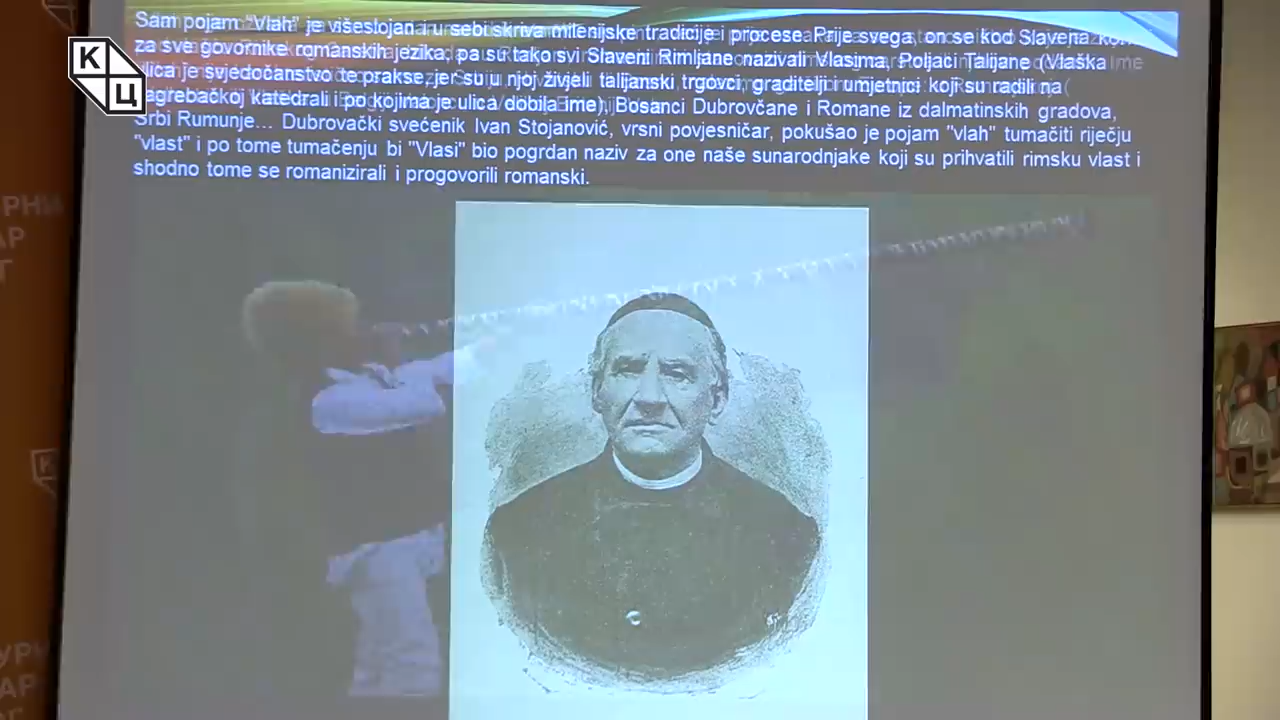 К
Ц
Sam pojam "Vlah" je višeslojan i u sebi skriva milenijske tradicije i procese. Prije svega, on se kod Slavena
za sve govornike romanskih jezika, pa su tako svi Slaveni Rimljane nazivali Vlasima, Poljaci Talijane (Vlaška
ulica je svjedočanstvo te prakse jer su u njoj živjeli talijanski trgovci, graditelji i umjetnici koji su radili na
zagrebačkoj katedrali i po kojima je ulica dobila ime), Bosanci Dubrovčane i Romane iz dalmatinskih gradova,
Srbi Rumunje... Dubrovački svećenik Ivan Stojanović, vrsni povjesničar, pokušao je pojam "vlah" tumačiti riječju
"vlast" i po tome tumačenju bi "Vlasi" bio pogrdan naziv za one naše sunarodnjake koji su prihvatili rimsku vlast i
shodno tome se romanizirali i progovorili romanski.